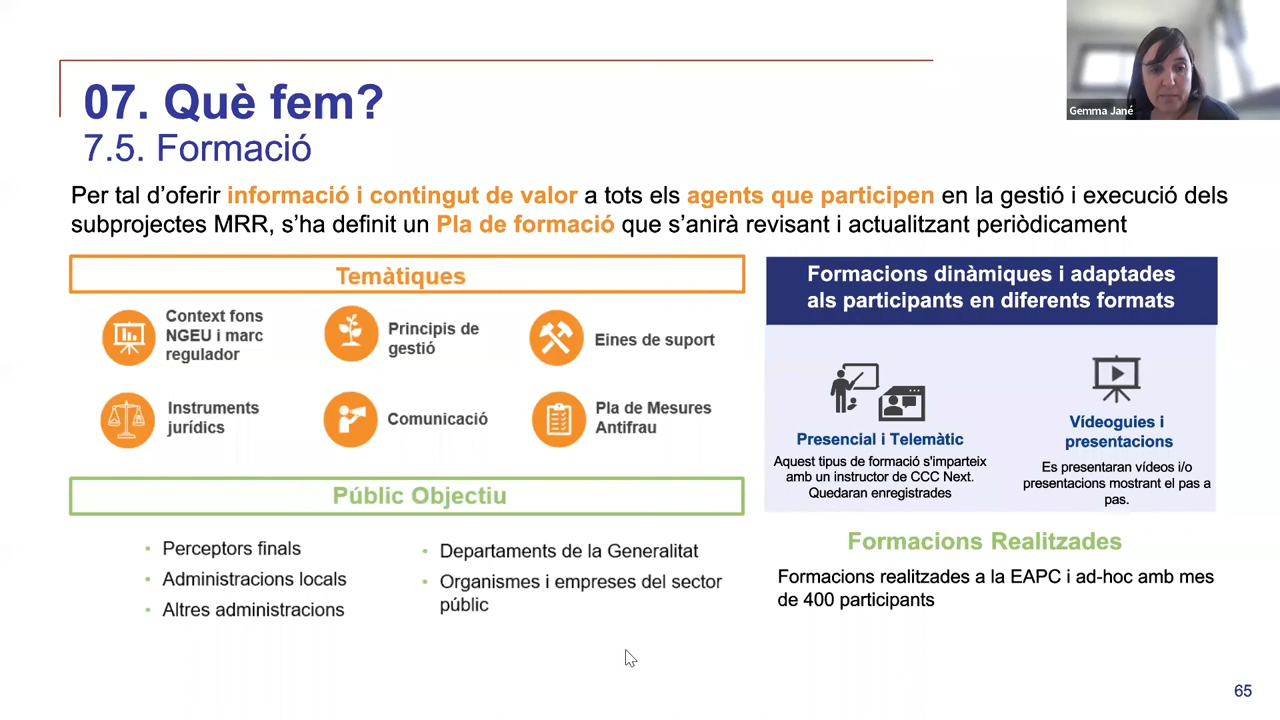 Gemma Jané
07. Què fem?
7.5. Formació
Per tal d’oferir informació i contingut de valor a tots els agents que participen en la gestió i execució dels
subprojectes MRR, s’ha definit un Pla de formació que s’anirà revisant i actualitzant periòdicament
Temàtiques
Context fons
NGEU i marc
regulador
Principis de
gestió
Eines de suport
Instruments
jurídics
Comunicació
Pla de Mesures
Antifrau
Públic Objectiu
Perceptors finals
Administracions locals
Altres administracions
Departaments de la Generalitat
Organismes i empreses del sector
públic
Formacions dinàmiques i adaptades
als participants en diferents formats
Presencial i Telemàtic
Aquest tipus de formació s'imparteix
amb un instructor de CCC Next.
Quedaran enregistrades
Vídeoguies i
presentacions
Es presentaran vídeos i/o
presentacions mostrant el pas a
pas.
Formacions Realitzades
Formacions realitzades a la EAPC i ad-hoc amb mes
de 400 participants
65